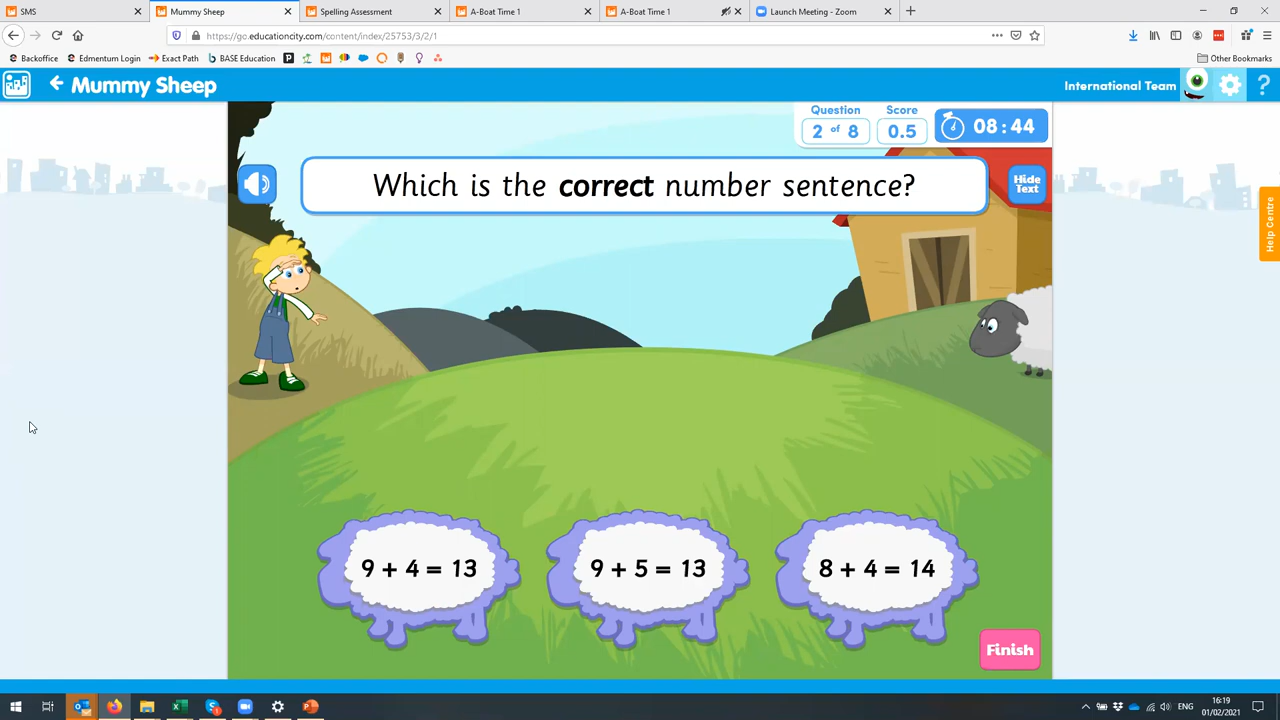 SMS
Mummy Sheep
Spelling Assessment
A-Boat Time 1
A-Boat Time 1
Launch Meeting - Zoom
https://go.educationcity.com/content/index/25753/3/2/1
Backoffice
Edmentum Login
Exact Path
BASE Education
Other Bookmarks
Mummy Sheep
International Team
?
Question
2 of 8
Score
0.5
08:44
Which is the correct number sentence?
Hide
Text
Help Centre
9 + 4 = 13
9 + 5 = 13
8 + 4 = 14
Finish
ENG
16:19
01/02/2021